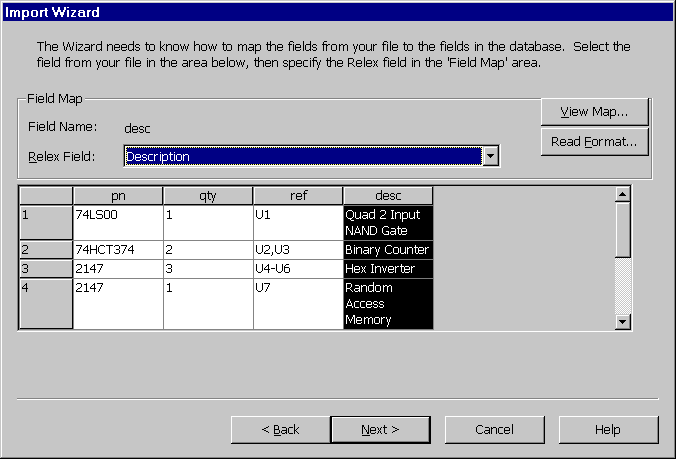 Import Wizard
The Wizard needs to know how to map the fields from your file to the fields in the database.  Select the
field from your file in the area below, then specify the Relex field in the 'Field Map' area.
Field Map
View Map...
Field Name: desc
Read Format...
Relex Field: Description
pn qty ref desc
1 74LS00 1 U1 Quad 2 Input
NAND Gate
2 74HCT374 2 U2,U3 Binary Counter
3 2147 3 U4-U6 Hex Inverter
4 2147 1 U7 Random
Access
Memory
< Back Next > Cancel Help